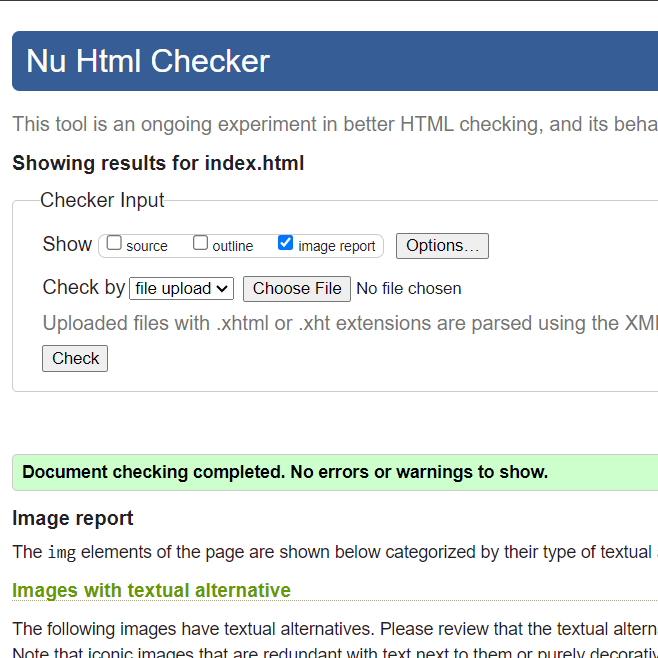 Nu Html Checker
This tool is an ongoing experiment in better HTML checking, and its beha
Showing results for index.html
Checker Input
Show source outline image report Options...
Check by file upload Choose File No file chosen
Uploaded files with .xhtml or .xht extensions are parsed using the XML
Check
Document checking completed. No errors or warnings to show.
Image report
The img elements of the page are shown below categorized by their type of textual
Images with textual alternative
The following images have textual alternatives. Please review that the textual altern
Note that iconic images that are redundant with text next to them or purely decorativ